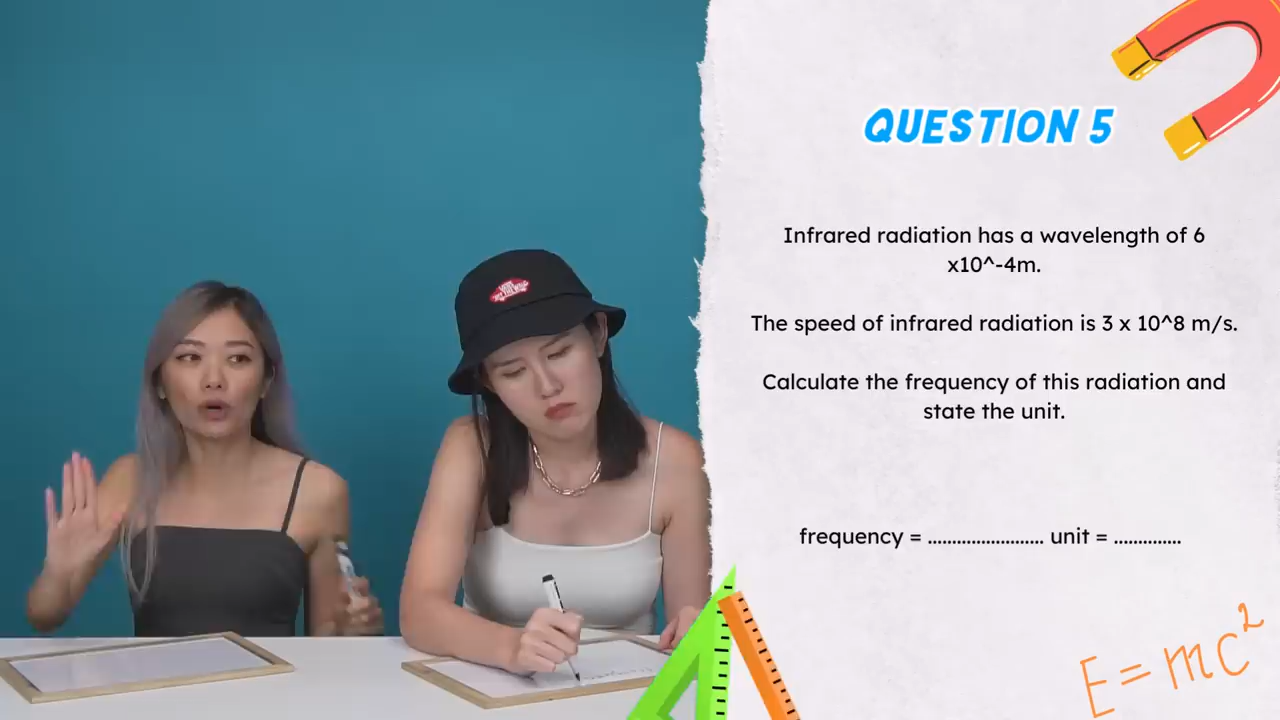 QUESTION 5
Infrared radiation has a wavelength of 6
x10^-4m.
The speed of infrared radiation is 3 x 10^8 m/s.
Calculate the frequency of this radiation and
state the unit.
frequency = ........................ unit = ..............
E = mc²